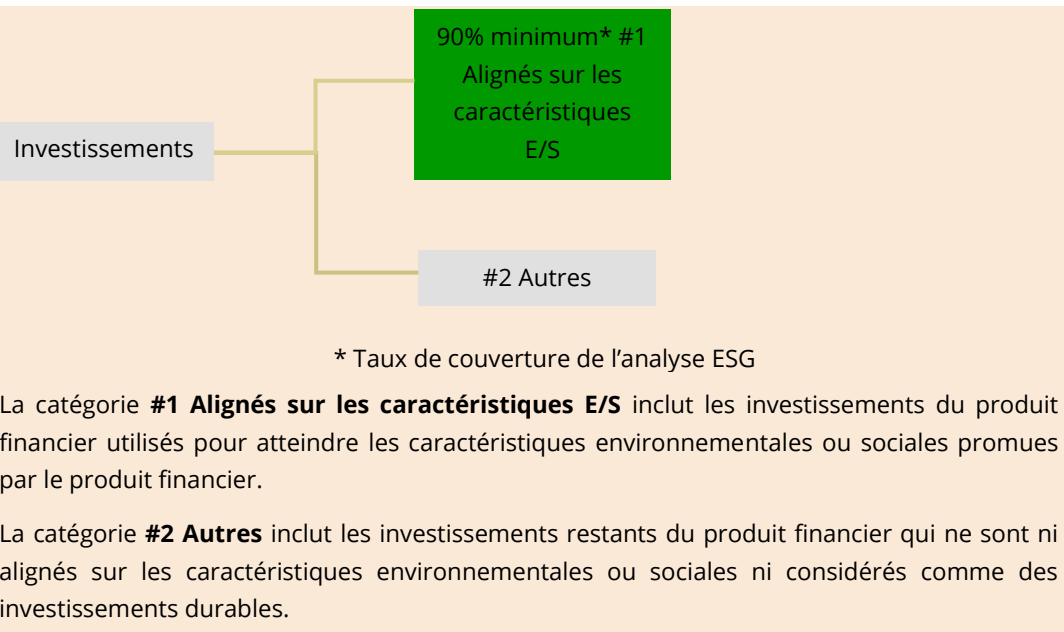 90% minimum* #1
Alignés sur les
caractéristiques
E/S
Investissements
#2 Autres
* Taux de couverture de l’analyse ESG
La catégorie #1 Alignés sur les caractéristiques E/S inclut les investissements du produit
financier utilisés pour atteindre les caractéristiques environnementales ou sociales promues
par le produit financier.
La catégorie #2 Autres inclut les investissements restants du produit financier qui ne sont ni
alignés sur les caractéristiques environnementales ou sociales ni considérés comme des
investissements durables.